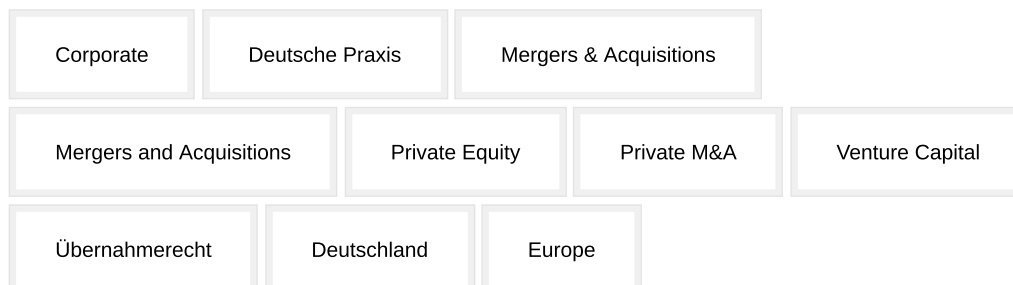 Corporate Deutsche Praxis Mergers & Acquisitions
Mergers and Acquisitions Private Equity Private M&A Venture Capital
Übernahmerecht Deutschland Europe